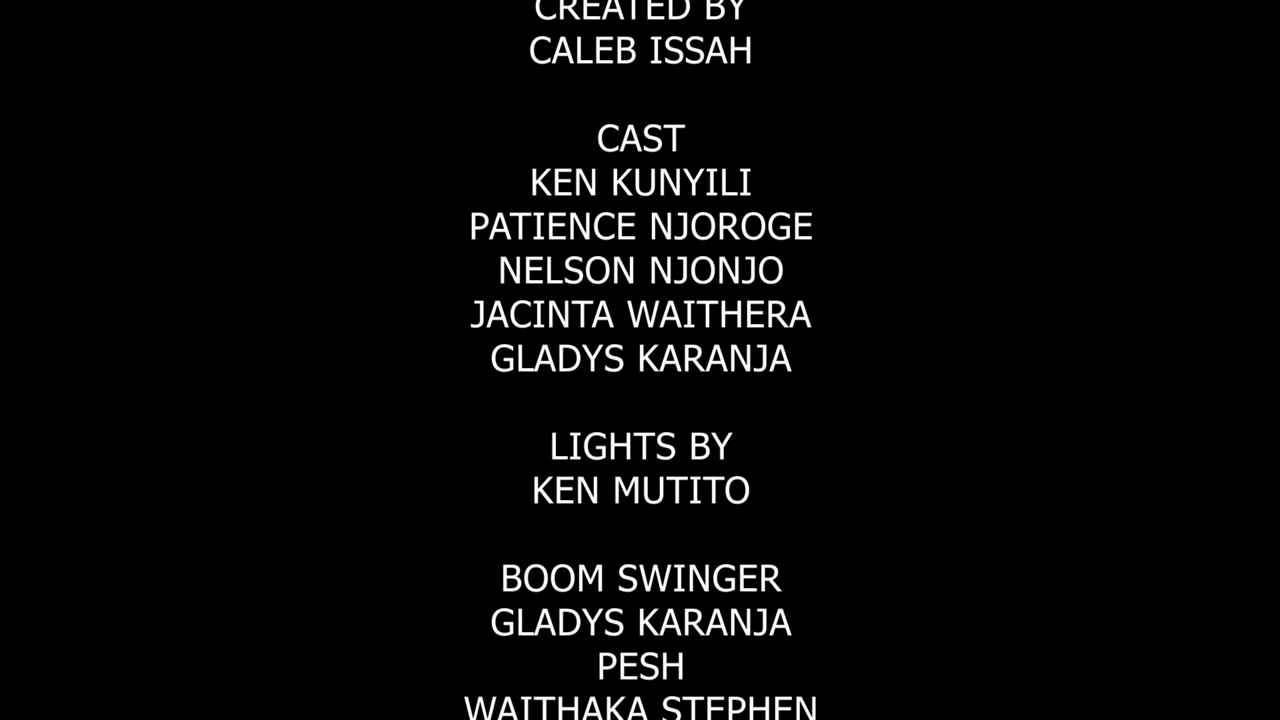 CREATED BY
CALEB ISSAH
CAST
KEN KUNYILI
PATIENCE NJOROGE
NELSON NJONJO
JACINTA WAITHERA
GLADYS KARANJA
LIGHTS BY
KEN MUTITO
BOOM SWINGER
GLADYS KARANJA
PESH
WAITHAKA STEPHEN